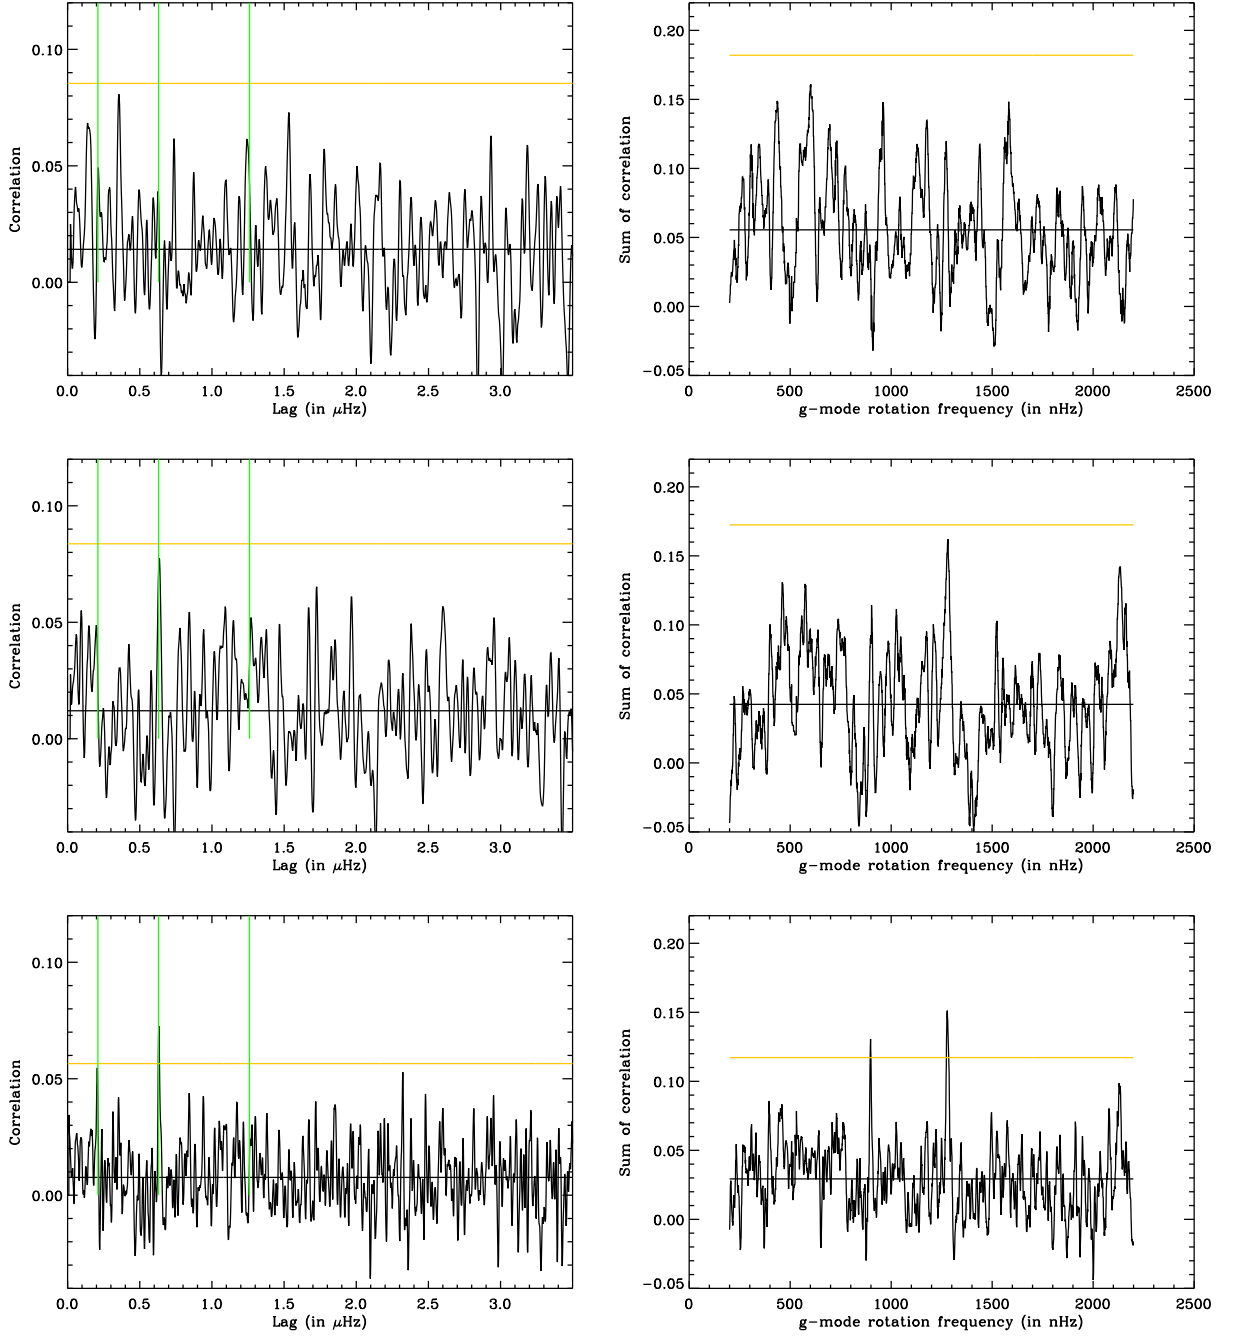 0.10
0.05
0.00
Correlation
0.0 0.5 1.0 1.5 2.0 2.5 3.0
Lag (in μHz)
0.20
0.15
0.10
0.05
0.00
−0.05
Sum of correlation
0 500 1000 1500 2000 2500
g−mode rotation frequency (in nHz)
0.10
0.05
0.00
Correlation
0.0 0.5 1.0 1.5 2.0 2.5 3.0
Lag (in μHz)
0.20
0.15
0.10
0.05
0.00
−0.05
Sum of correlation
0 500 1000 1500 2000 2500
g−mode rotation frequency (in nHz)
0.10
0.05
0.00
Correlation
0.0 0.5 1.0 1.5 2.0 2.5 3.0
Lag (in μHz)
0.20
0.15
0.10
0.05
0.00
−0.05
Sum of correlation
0 500 1000 1500 2000 2500
g−mode rotation frequency (in nHz)